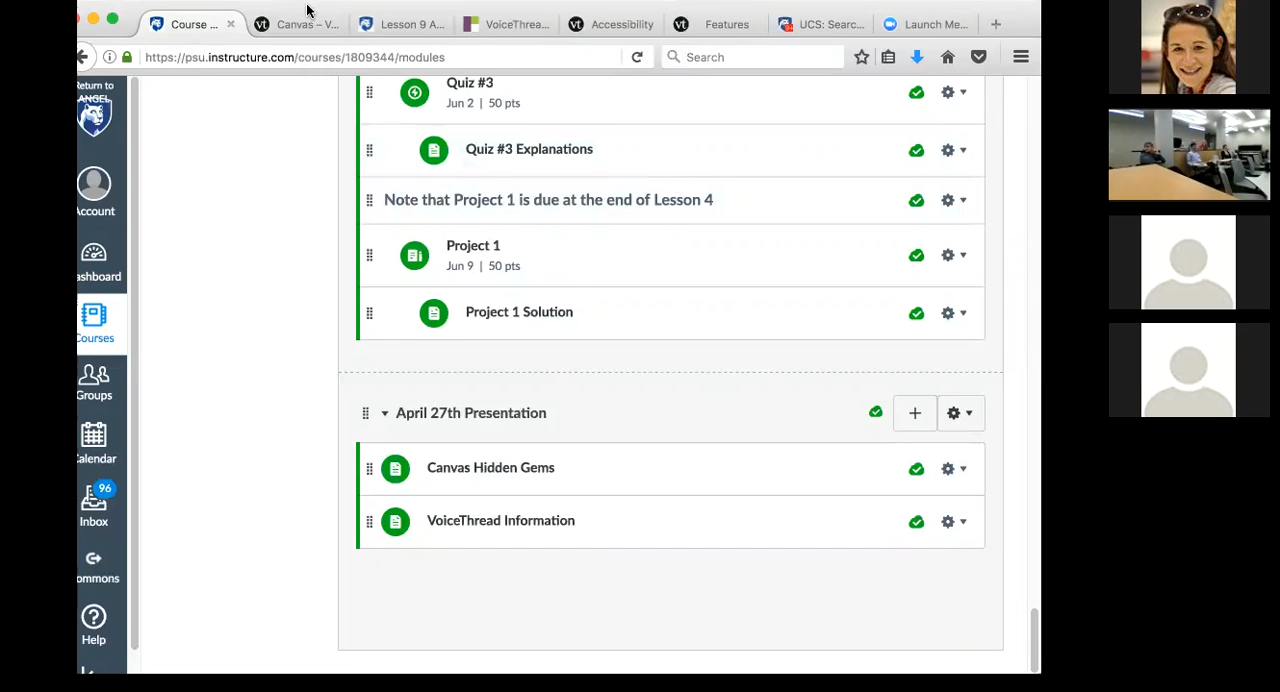 Course ...
Canvas – V...
Lesson 9 A...
VoiceThrea...
Accessibility
Features
UCS: Searc...
Launch Me...
https://psu.instructure.com/courses/1809344/modules
Search
Return to
ANGEL
Account
ashboard
Courses
Groups
Calendar
96
Inbox
ommons
Help
Quiz #3
Jun 2 | 50 pts
Quiz #3 Explanations
Note that Project 1 is due at the end of Lesson 4
Project 1
Jun 9 | 50 pts
Project 1 Solution
April 27th Presentation
Canvas Hidden Gems
VoiceThread Information